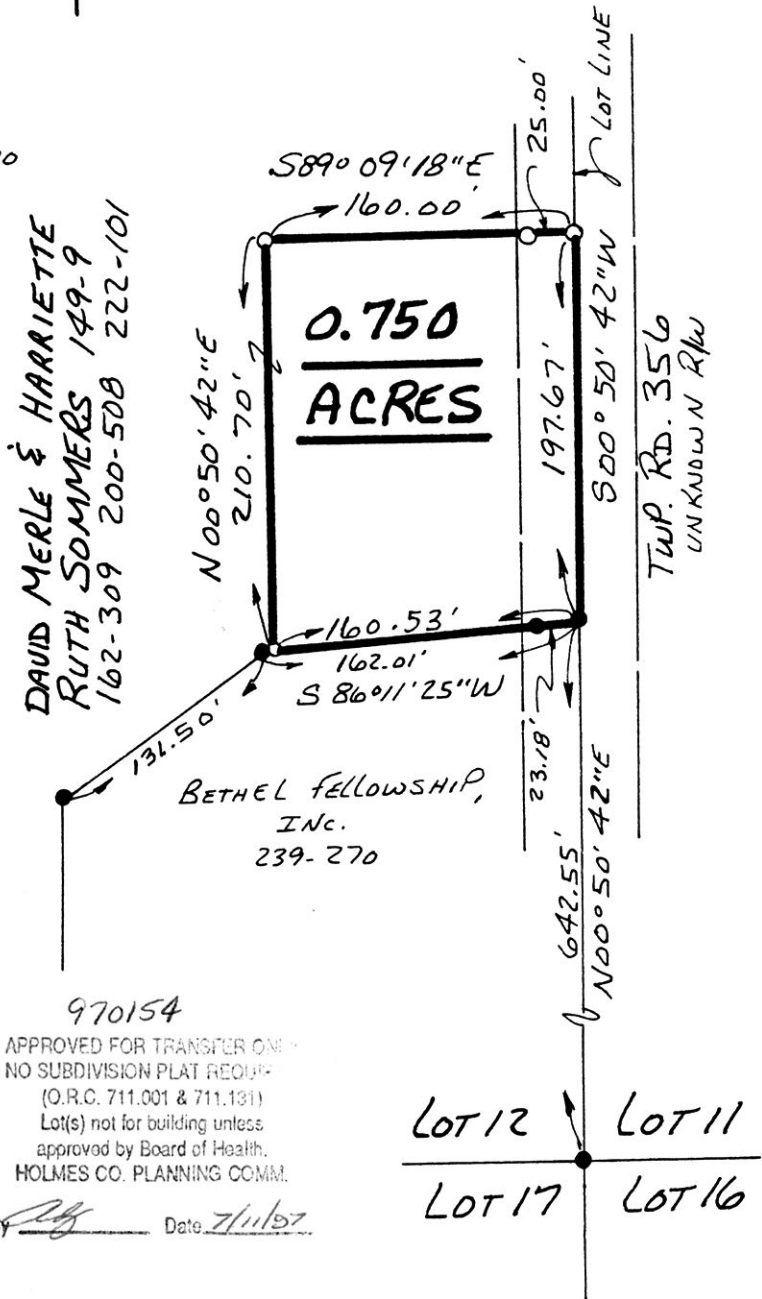 S89° 09'18"E
160.00'
25.00'
LOT LINE
DAVID MERLE & HARRIETTE
RUTH SOMMERS 149-9
162-309 200-508 222-101
N 00° 50' 42"E
210.70'
0.750
ACRES
197.67'
S00° 50' 42"W
TWP. RD. 356
UNKNOWN R/W
160.53'
162.01'
S 86° 11' 25"W
131.50'
23.18'
BETHEL FELLOWSHIP,
INC.
239-270
642.55'
N00° 50' 42"E
970154
APPROVED FOR TRANSFER
NO SUBDIVISION PLAT
(O.R.C. 711.001 & 711.131)
Lot(s) not for building unless
approved by Board of Health.
HOLMES CO. PLANNING COMM.
Date 7/11/97
LOT 12 LOT 11
LOT 17 LOT 16